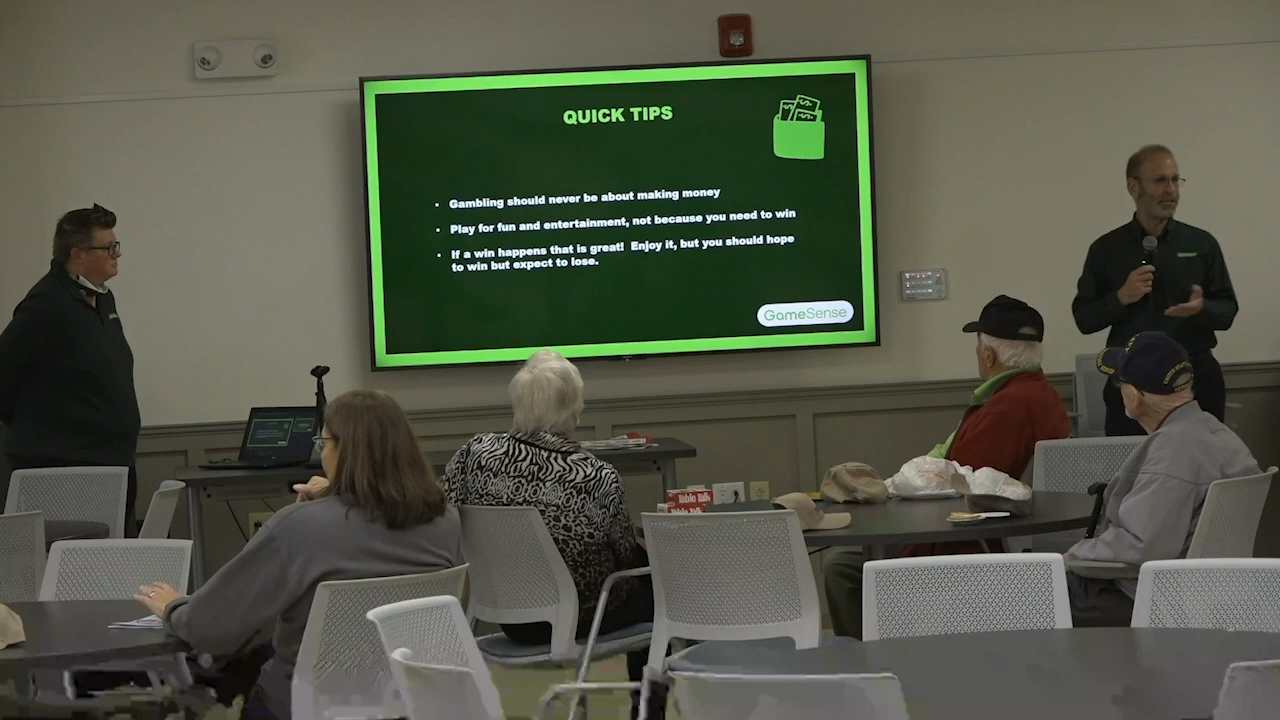 QUICK TIPS
• Gambling should never be about making money
• Play for fun and entertainment, not because you need to win
• If a win happens that is great!  Enjoy it, but you should hope
to win but expect to lose.
GameSense
Table Talk
Table Talk